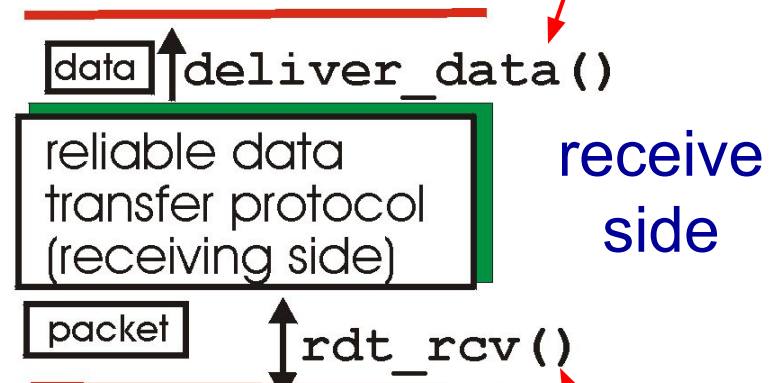 data deliver_data()
reliable data
transfer protocol
(receiving side)
receive
side
packet rdt_rcv()